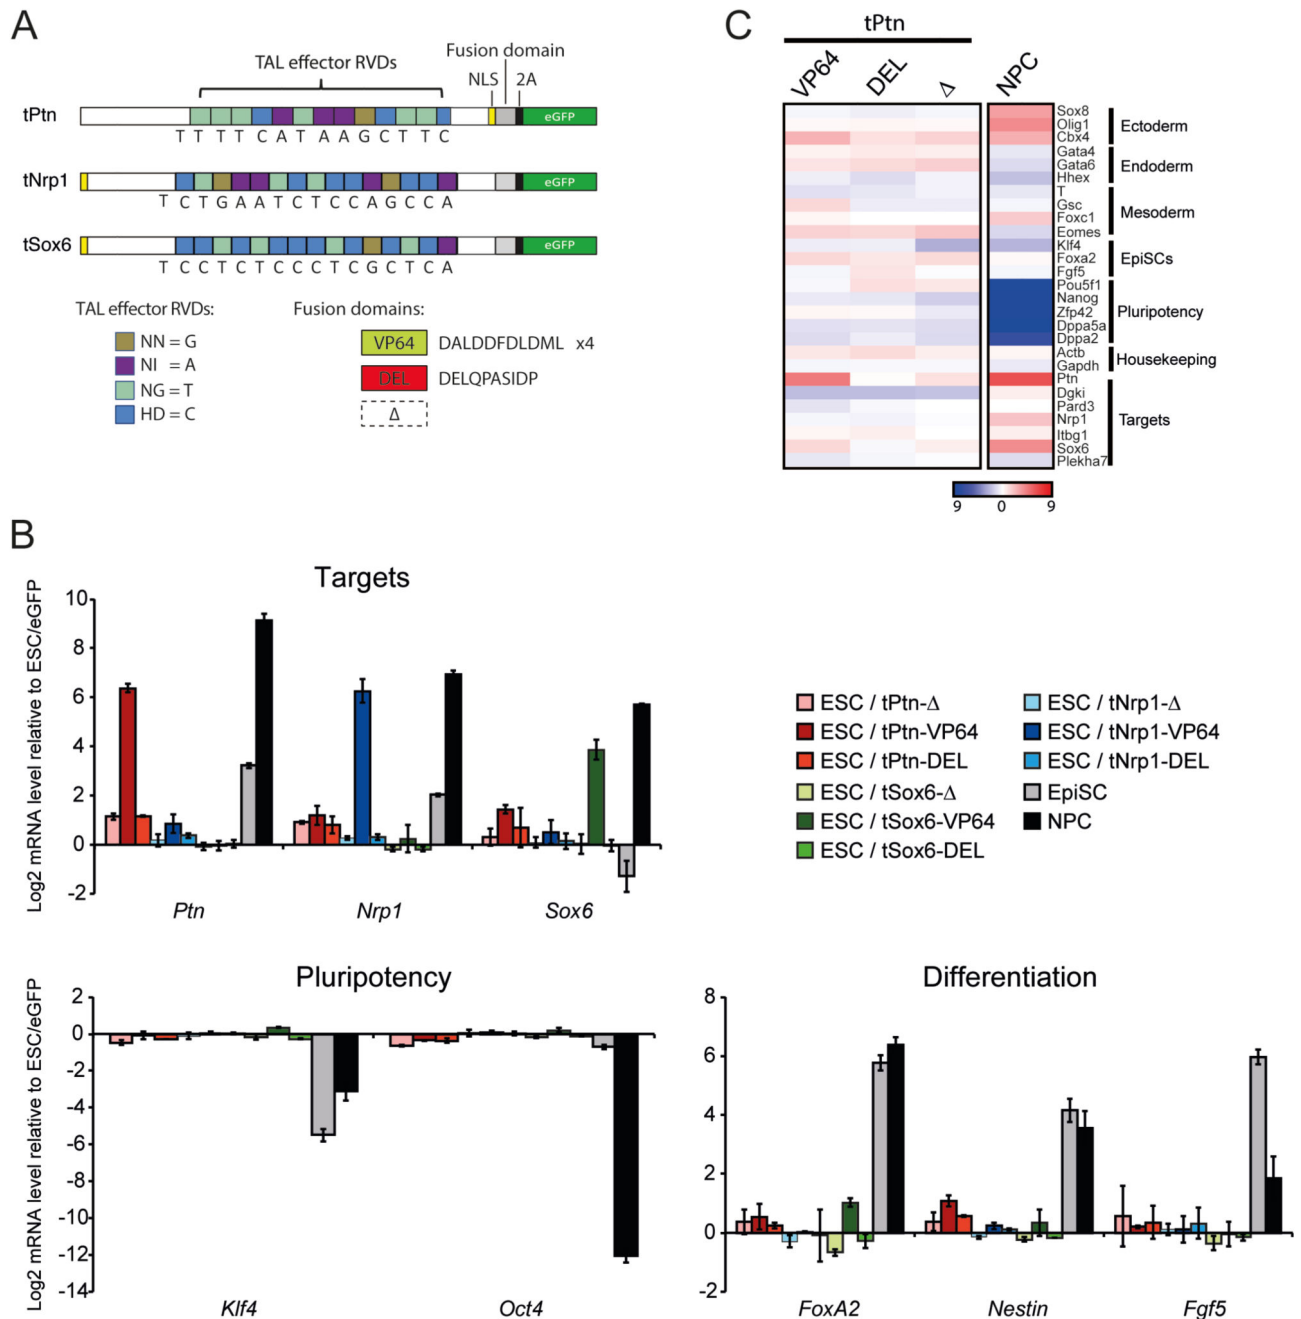 A
TAL effector RVDs
Fusion domain
NLS
2A
tPtn
eGFP
T T T T C A T A A G C T T C
tNrp1
eGFP
T C T G A A T C T C C A G C C A
tSox6
eGFP
T C C T C T C C C T C G C T C A
TAL effector RVDs:
NN = G
NI = A
NG = T
HD = C
Fusion domains:
VP64 DALDDFDLDML x4
DEL DELQPASIDP
Δ
C
tPtn
VP64 DEL Δ NPC
Sox8
Olig1
Cbx4
Gata4
Gata6
Hhex
T
Gsc
Foxc1
Eomes
Klf4
Foxa2
Fgf5
Pou5f1
Nanog
Zfp42
Dppa5a
Dppa2
Actb
Gapdh
Ptn
Dgki
Pard3
Nrp1
Itbg1
Sox6
Plekha7
Ectoderm
Endoderm
Mesoderm
EpiSCs
Pluripotency
Housekeeping
Targets
9 0 9
B
Targets
Log2 mRNA level relative to ESC/eGFP
10
8
6
4
2
0
-2
Ptn Nrp1 Sox6
ESC / tPtn-Δ
ESC / tPtn-VP64
ESC / tPtn-DEL
ESC / tSox6-Δ
ESC / tSox6-VP64
ESC / tSox6-DEL
ESC / tNrp1-Δ
ESC / tNrp1-VP64
ESC / tNrp1-DEL
EpiSC
NPC
Pluripotency
Log2 mRNA level relative to ESC/eGFP
2
0
-2
-4
-6
-8
-10
-12
-14
Klf4 Oct4
Differentiation
8
6
4
2
0
-2
FoxA2 Nestin Fgf5